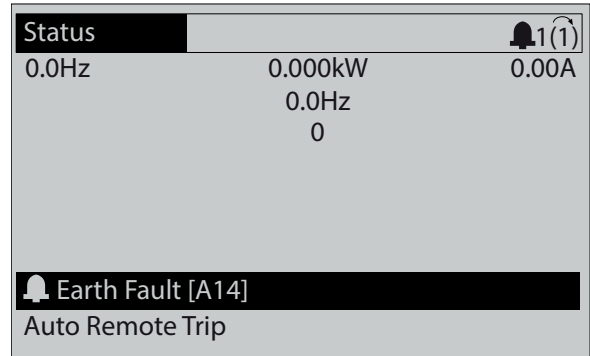 Status 1(1)
0.0Hz 0.000kW 0.00A
0.0Hz
0
Earth Fault [A14]
Auto Remote Trip